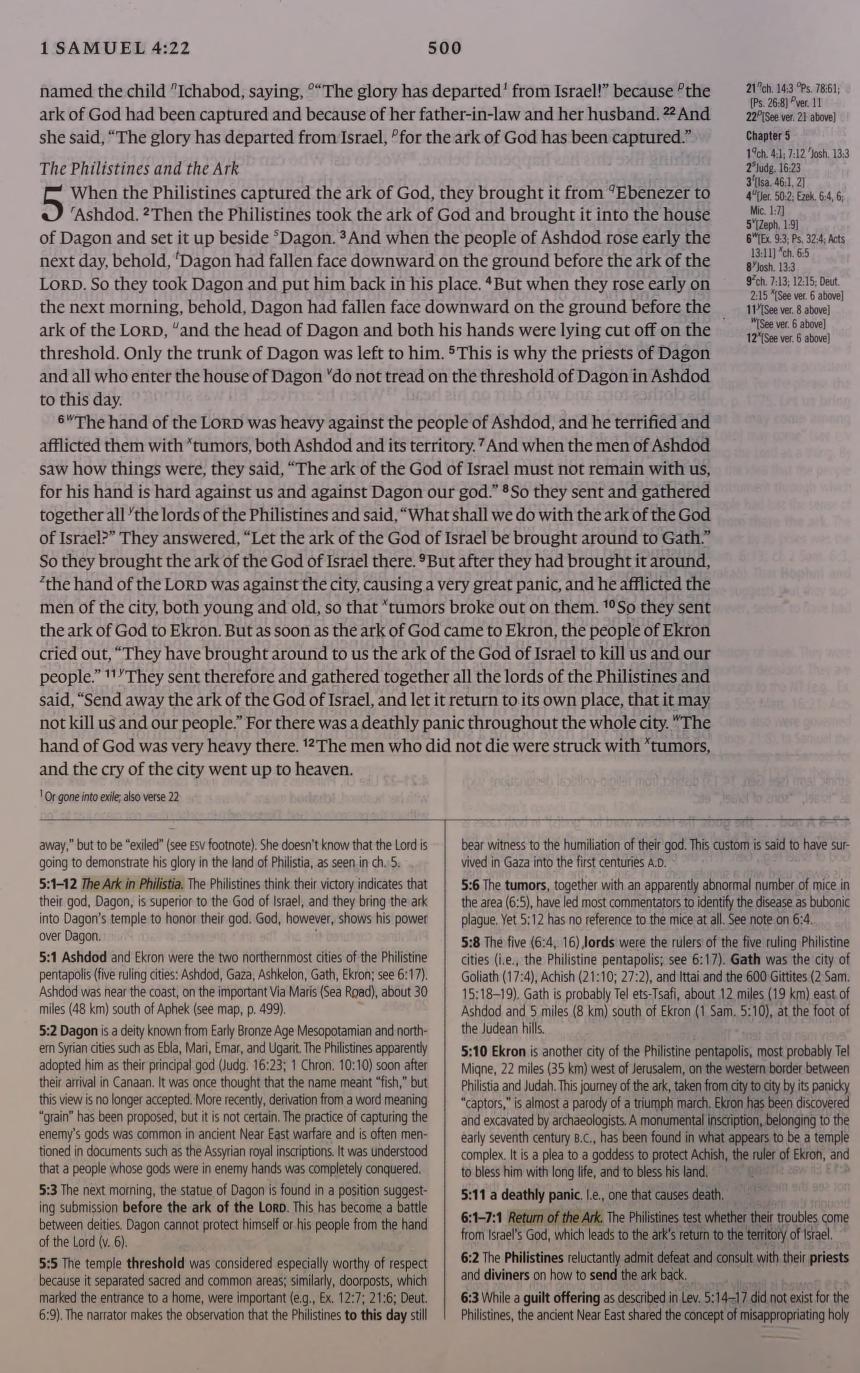 1 SAMUEL 4:22
500
named the child ⁿIchabod, saying, ᵒ“The glory has departed¹ from Israel!” because ᵖthe
ark of God had been captured and because of her father-in-law and her husband. ²²And
she said, “The glory has departed from Israel, ᵖfor the ark of God has been captured.”
The Philistines and the Ark
5 When the Philistines captured the ark of God, they brought it from ᑫEbenezer to
ʳAshdod. ²Then the Philistines took the ark of God and brought it into the house
of Dagon and set it up beside ˢDagon. ³And when the people of Ashdod rose early the
next day, behold, ᵗDagon had fallen face downward on the ground before the ark of the
LORD. So they took Dagon and put him back in his place. ⁴But when they rose early on
the next morning, behold, Dagon had fallen face downward on the ground before the
ark of the LORD, ᵘand the head of Dagon and both his hands were lying cut off on the
threshold. Only the trunk of Dagon was left to him. ⁵This is why the priests of Dagon
and all who enter the house of Dagon ᵛdo not tread on the threshold of Dagon in Ashdod
to this day.
⁶ʷThe hand of the LORD was heavy against the people of Ashdod, and he terrified and
afflicted them with ˣtumors, both Ashdod and its territory. ⁷And when the men of Ashdod
saw how things were, they said, “The ark of the God of Israel must not remain with us,
for his hand is hard against us and against Dagon our god.” ⁸So they sent and gathered
together all ʸthe lords of the Philistines and said, “What shall we do with the ark of the God
of Israel?” They answered, “Let the ark of the God of Israel be brought around to Gath.”
So they brought the ark of the God of Israel there. ⁹But after they had brought it around,
ᶻthe hand of the LORD was against the city, causing a very great panic, and he afflicted the
men of the city, both young and old, so that ˣtumors broke out on them. ¹⁰So they sent
the ark of God to Ekron. But as soon as the ark of God came to Ekron, the people of Ekron
cried out, “They have brought around to us the ark of the God of Israel to kill us and our
people.” ¹¹ʸThey sent therefore and gathered together all the lords of the Philistines and
said, “Send away the ark of the God of Israel, and let it return to its own place, that it may
not kill us and our people.” For there was a deathly panic throughout the whole city. ʷThe
hand of God was very heavy there. ¹²The men who did not die were struck with ˣtumors,
and the cry of the city went up to heaven.
¹ Or gone into exile; also verse 22
21 ⁿch. 14:3 ᵒPs. 78:61;
[Ps. 26:8] ᵖver. 11
22 ᵖ[See ver. 21 above]
Chapter 5
1 ᑫch. 4:1; 7:12 ʳJosh. 13:3
2 ˢJudg. 16:23
3 ᵗ[Isa. 46:1, 2]
4 ᵘ[Jer. 50:2; Ezek. 6:4, 6;
Mic. 1:7]
5 ᵛ[Zeph. 1:9]
6 ʷ[Ex. 9:3; Ps. 32:4; Acts
13:11] ˣch. 6:5
8 ʸJosh. 13:3
9 ᶻch. 7:13; 12:15; Deut.
2:15 ˣ[See ver. 6 above]
11 ʸ[See ver. 8 above]
ʷ[See ver. 6 above]
12 ˣ[See ver. 6 above]
away,” but to be “exiled” (see ESV footnote). She doesn’t know that the Lord is
going to demonstrate his glory in the land of Philistia, as seen in ch. 5.
5:1–12 The Ark in Philistia. The Philistines think their victory indicates that
their god, Dagon, is superior to the God of Israel, and they bring the ark
into Dagon’s temple to honor their god. God, however, shows his power
over Dagon.
5:1 Ashdod and Ekron were the two northernmost cities of the Philistine
pentapolis (five ruling cities: Ashdod, Gaza, Ashkelon, Gath, Ekron; see 6:17).
Ashdod was near the coast, on the important Via Maris (Sea Road), about 30
miles (48 km) south of Aphek (see map, p. 499).
5:2 Dagon is a deity known from Early Bronze Age Mesopotamian and north-
ern Syrian cities such as Ebla, Mari, Emar, and Ugarit. The Philistines apparently
adopted him as their principal god (Judg. 16:23; 1 Chron. 10:10) soon after
their arrival in Canaan. It was once thought that the name meant “fish,” but
this view is no longer accepted. More recently, derivation from a word meaning
“grain” has been proposed, but it is not certain. The practice of capturing the
enemy’s gods was common in ancient Near East warfare and is often men-
tioned in documents such as the Assyrian royal inscriptions. It was understood
that a people whose gods were in enemy hands was completely conquered.
5:3 The next morning, the statue of Dagon is found in a position suggest-
ing submission before the ark of the LORD. This has become a battle
between deities. Dagon cannot protect himself or his people from the hand
of the Lord (v. 6).
5:5 The temple threshold was considered especially worthy of respect
because it separated sacred and common areas; similarly, doorposts, which
marked the entrance to a home, were important (e.g., Ex. 12:7; 21:6; Deut.
6:9). The narrator makes the observation that the Philistines to this day still
bear witness to the humiliation of their god. This custom is said to have sur-
vived in Gaza into the first centuries A.D.
5:6 The tumors, together with an apparently abnormal number of mice in
the area (6:5), have led most commentators to identify the disease as bubonic
plague. Yet 5:12 has no reference to the mice at all. See note on 6:4.
5:8 The five (6:4, 16) lords were the rulers of the five ruling Philistine
cities (i.e., the Philistine pentapolis; see 6:17). Gath was the city of
Goliath (17:4), Achish (21:10; 27:2), and Ittai and the 600 Gittites (2 Sam.
15:18–19). Gath is probably Tel ets-Tsafi, about 12 miles (19 km) east of
Ashdod and 5 miles (8 km) south of Ekron (1 Sam. 5:10), at the foot of
the Judean hills.
5:10 Ekron is another city of the Philistine pentapolis, most probably Tel
Miqne, 22 miles (35 km) west of Jerusalem, on the western border between
Philistia and Judah. This journey of the ark, taken from city to city by its panicky
“captors,” is almost a parody of a triumph march. Ekron has been discovered
and excavated by archaeologists. A monumental inscription, belonging to the
early seventh century B.C., has been found in what appears to be a temple
complex. It is a plea to a goddess to protect Achish, the ruler of Ekron, and
to bless him with long life, and to bless his land.
5:11 a deathly panic. I.e., one that causes death.
6:1–7:1 Return of the Ark. The Philistines test whether their troubles come
from Israel’s God, which leads to the ark’s return to the territory of Israel.
6:2 The Philistines reluctantly admit defeat and consult with their priests
and diviners on how to send the ark back.
6:3 While a guilt offering as described in Lev. 5:14–17 did not exist for the
Philistines, the ancient Near East shared the concept of misappropriating holy